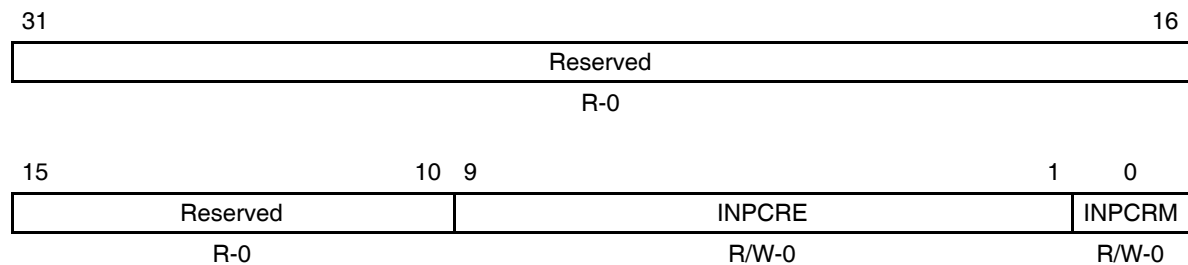 31 16
Reserved
R-0
15 10 9 1 0
Reserved INPCRE INPCRM
R-0 R/W-0 R/W-0